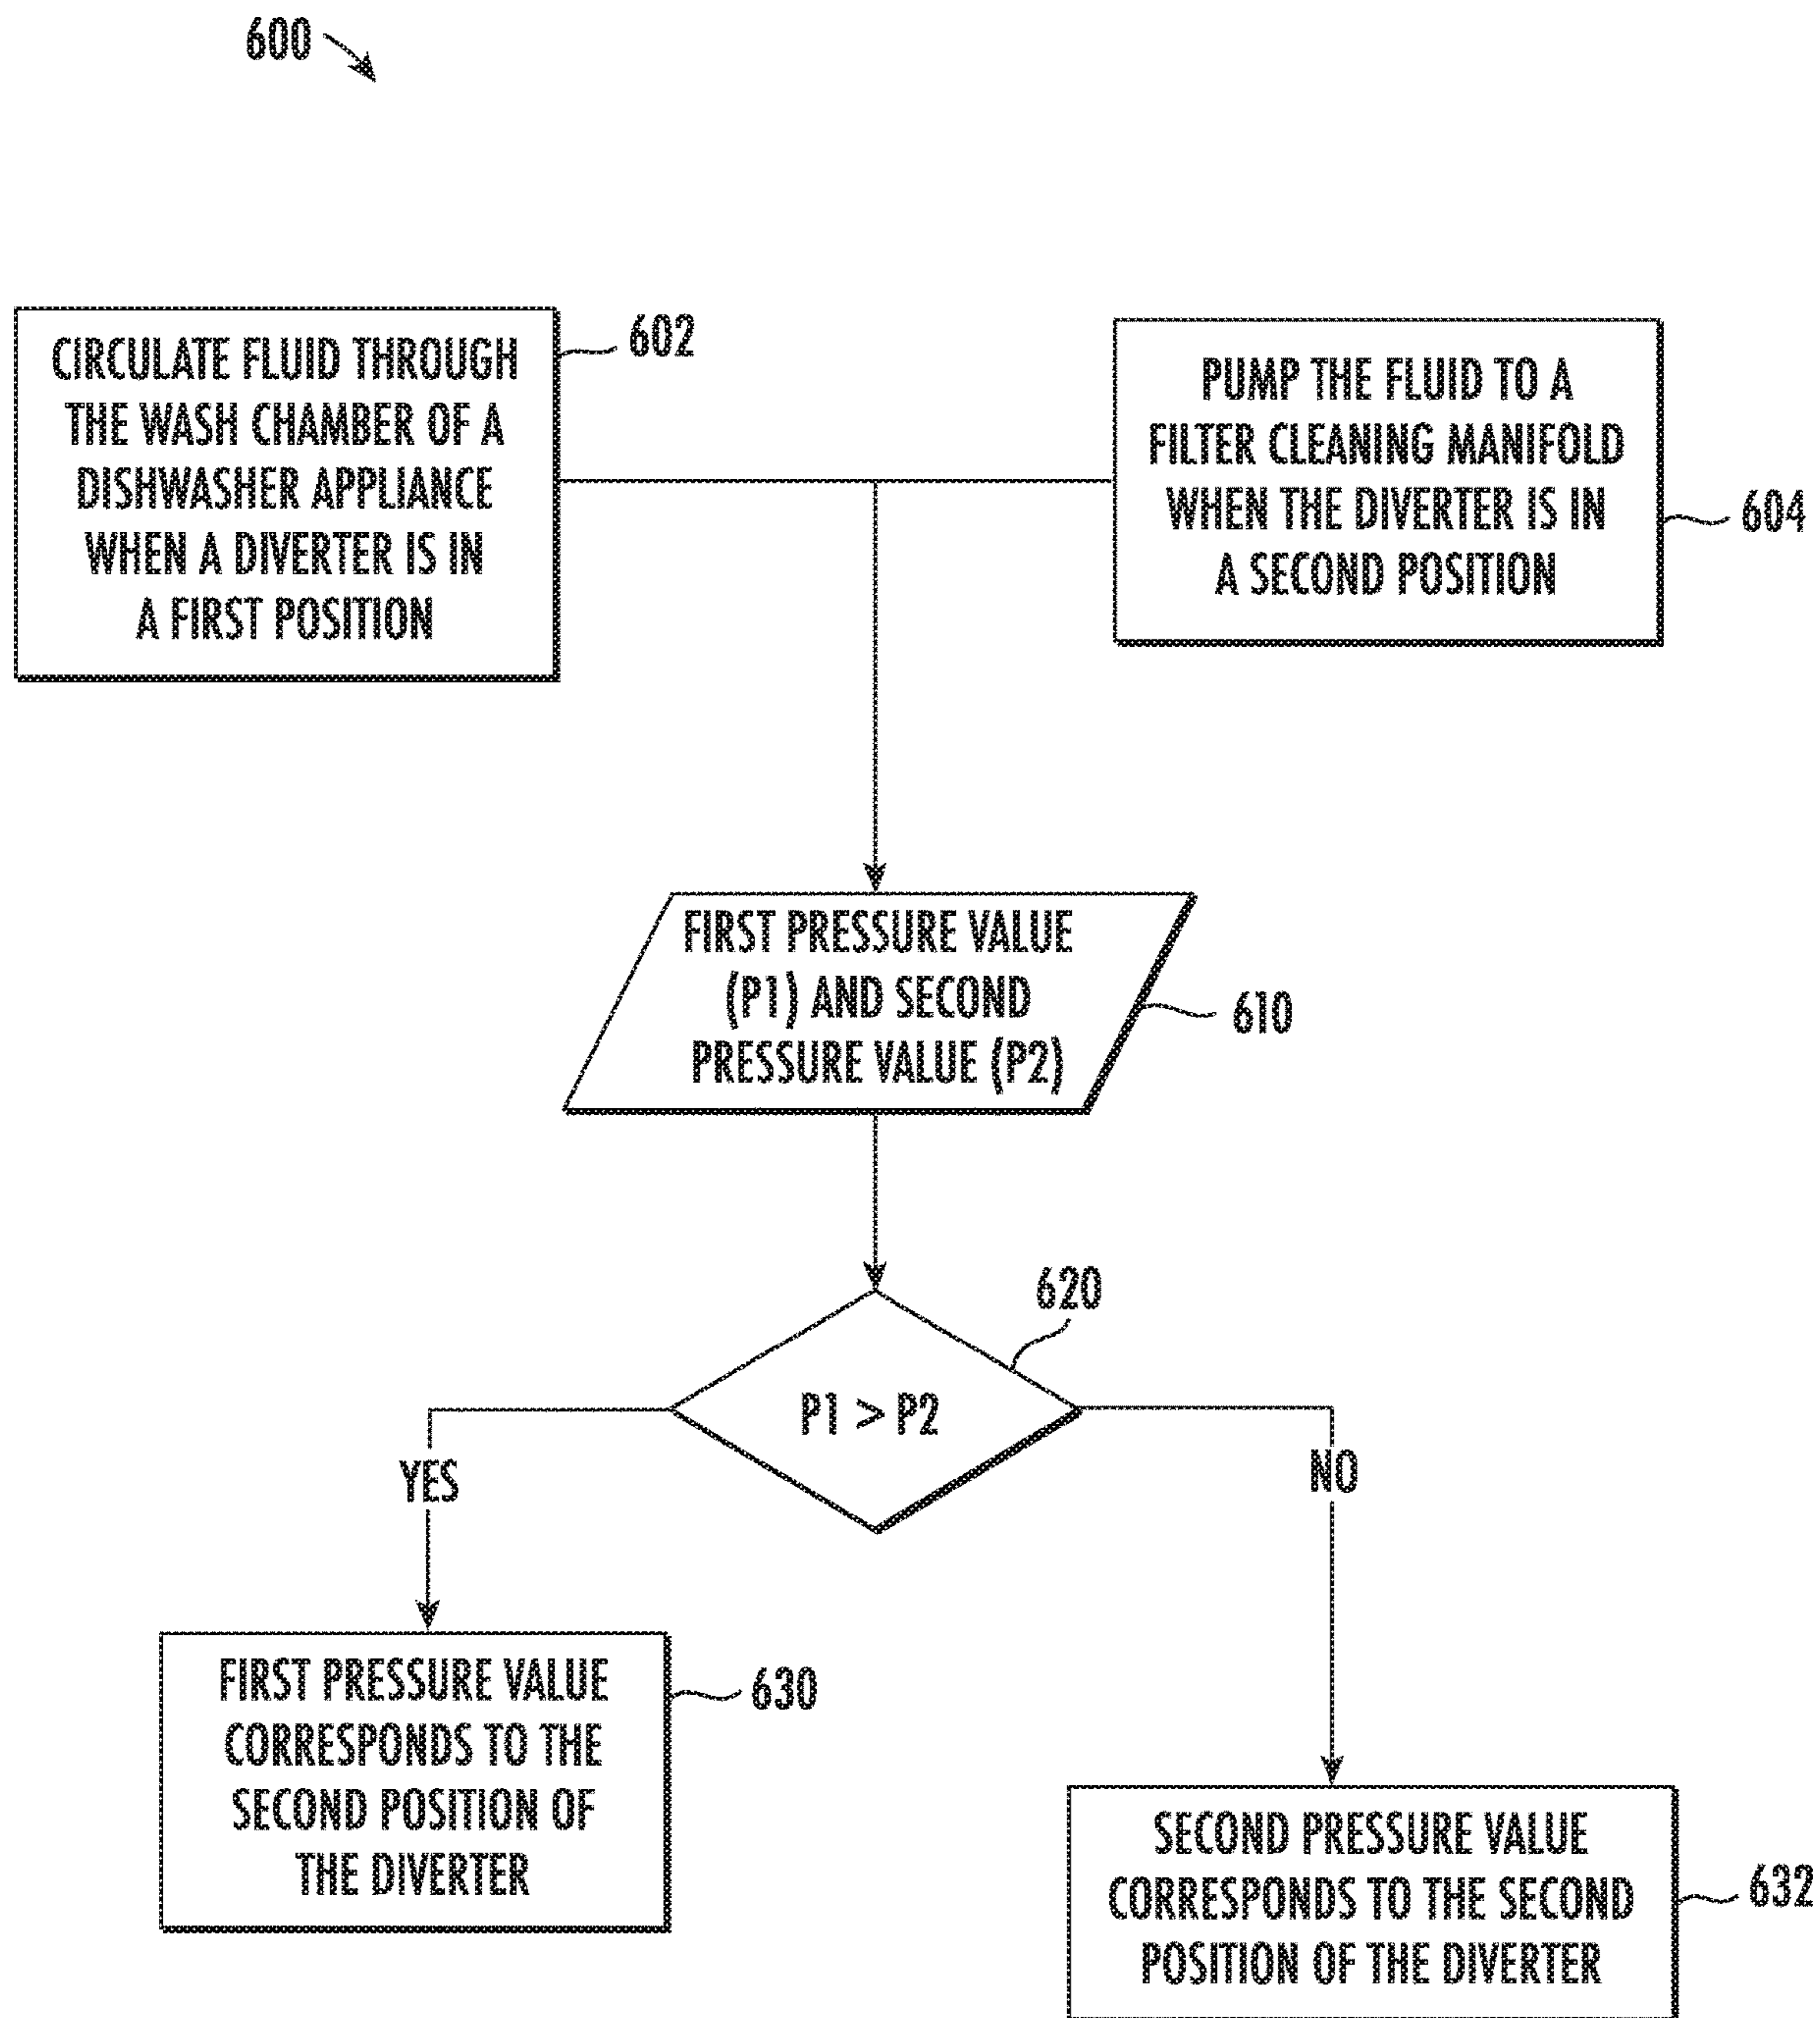 600
CIRCULATE FLUID THROUGH
THE WASH CHAMBER OF A
DISHWASHER APPLIANCE
WHEN A DIVERTER IS IN
A FIRST POSITION
602
PUMP THE FLUID TO A
FILTER CLEANING MANIFOLD
WHEN THE DIVERTER IS IN
A SECOND POSITION
604
FIRST PRESSURE VALUE
(P1) AND SECOND
PRESSURE VALUE (P2)
610
620
P1 > P2
YES
NO
FIRST PRESSURE VALUE
CORRESPONDS TO THE
SECOND POSITION OF
THE DIVERTER
630
SECOND PRESSURE VALUE
CORRESPONDS TO THE SECOND
POSITION OF THE DIVERTER
632